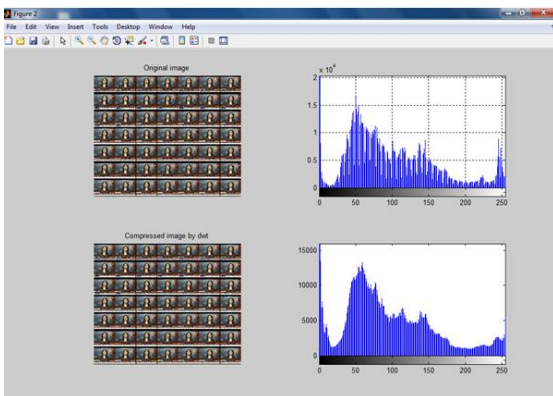 Figure 2
File Edit View Insert Tools Desktop Window Help
Original image
x 10^4
2
1.5
1
0.5
0
0 50 100 150 200 250
Compressed image by dwt
15000
10000
5000
0
0 50 100 150 200 250